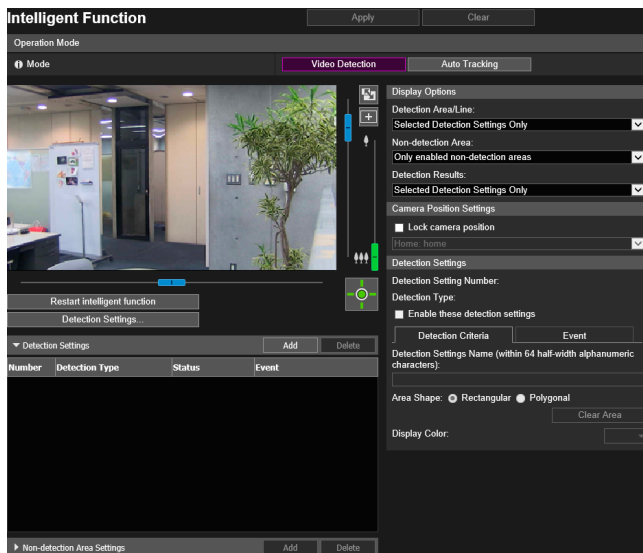 Intelligent Function
Apply
Clear
Operation Mode
Mode
Video Detection
Auto Tracking
Display Options
Detection Area/Line:
Selected Detection Settings Only
Non-detection Area:
Only enabled non-detection areas
Detection Results:
Selected Detection Settings Only
Camera Position Settings
Lock camera position
Home: home
Detection Settings
Detection Setting Number:
Detection Type:
Enable these detection settings
Detection Criteria
Event
Detection Settings Name (within 64 half-width alphanumeric
characters):
Area Shape: Rectangular Polygonal
Clear Area
Display Color:
Restart intelligent function
Detection Settings...
Detection Settings
Add
Delete
Number Detection Type Status Event
Non-detection Area Settings
Add
Delete